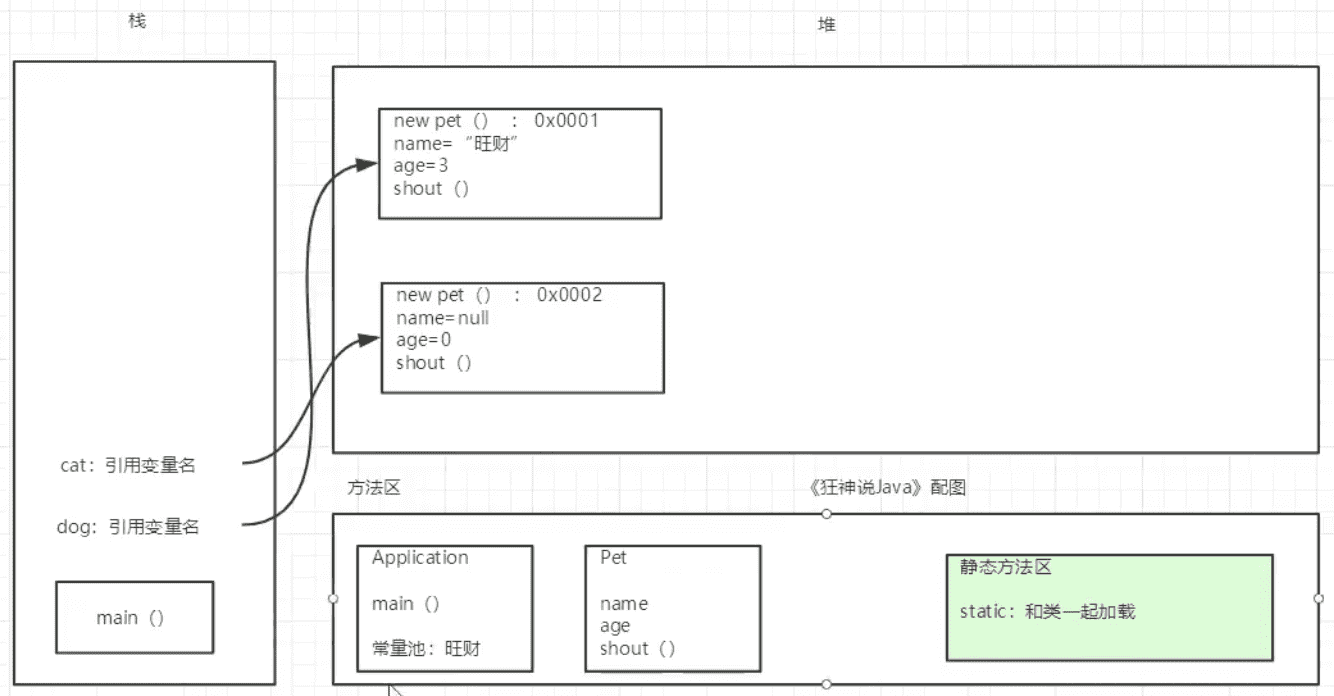 栈
堆
new pet（） ： 0x0001
name= “旺财”
age=3
shout（）
new pet（） ： 0x0002
name=null
age=0
shout（）
cat：引用变量名
dog：引用变量名
main（）
方法区
《狂神说Java》配图
Application
main（）
常量池：旺财
Pet
name
age
shout（）
静态方法区
static：和类一起加载